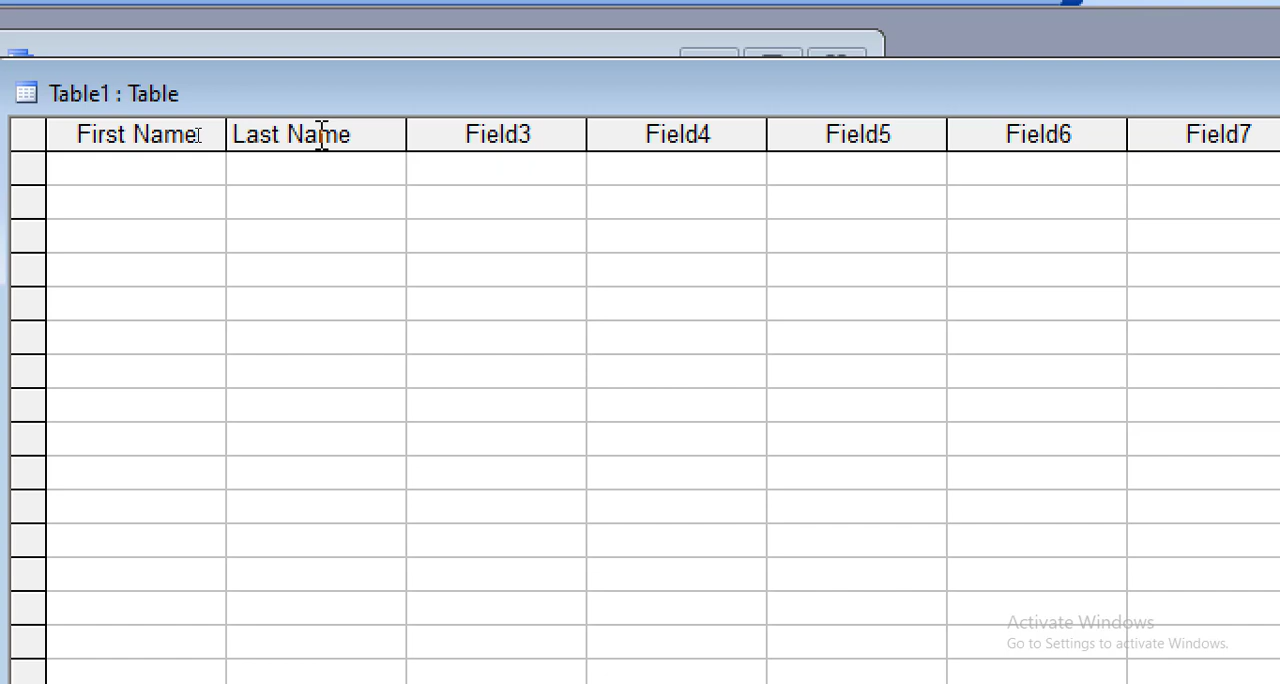 Table1 : Table
First Name Last Name Field3 Field4 Field5 Field6 Field7
Activate Windows
Go to Settings to activate Windows.